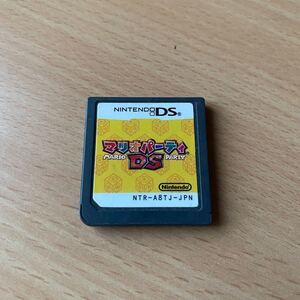 NINTENDO DS
マリオパーティ
MARIO DS PARTY
Nintendo
NTR-A8TJ-JPN